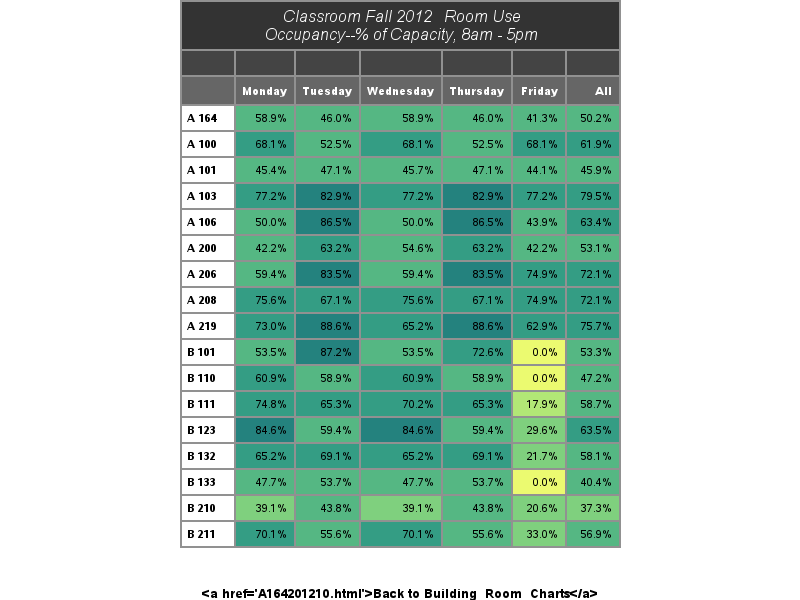 Classroom Fall 2012 Room Use
Occupancy--% of Capacity, 8am - 5pm
Monday Tuesday Wednesday Thursday Friday All
A 164 58.9% 46.0% 58.9% 46.0% 41.3% 50.2%
A 100 68.1% 52.5% 68.1% 52.5% 68.1% 61.9%
A 101 45.4% 47.1% 45.7% 47.1% 44.1% 45.9%
A 103 77.2% 82.9% 77.2% 82.9% 77.2% 79.5%
A 106 50.0% 86.5% 50.0% 86.5% 43.9% 63.4%
A 200 42.2% 63.2% 54.6% 63.2% 42.2% 53.1%
A 206 59.4% 83.5% 59.4% 83.5% 74.9% 72.1%
A 208 75.6% 67.1% 75.6% 67.1% 74.9% 72.1%
A 219 73.0% 88.6% 65.2% 88.6% 62.9% 75.7%
B 101 53.5% 87.2% 53.5% 72.6% 0.0% 53.3%
B 110 60.9% 58.9% 60.9% 58.9% 0.0% 47.2%
B 111 74.8% 65.3% 70.2% 65.3% 17.9% 58.7%
B 123 84.6% 59.4% 84.6% 59.4% 29.6% 63.5%
B 132 65.2% 69.1% 65.2% 69.1% 21.7% 58.1%
B 133 47.7% 53.7% 47.7% 53.7% 0.0% 40.4%
B 210 39.1% 43.8% 39.1% 43.8% 20.6% 37.3%
B 211 70.1% 55.6% 70.1% 55.6% 33.0% 56.9%
<a href='A164201210.html'>Back to Building_Room_Charts</a>